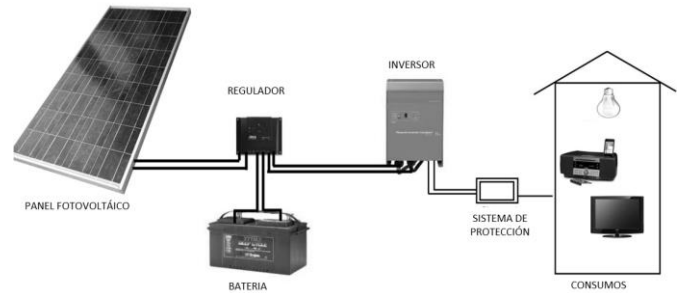 INVERSOR
REGULADOR
PANEL FOTOVOLTÁICO
SISTEMA DE
PROTECCIÓN
BATERIA
CONSUMOS